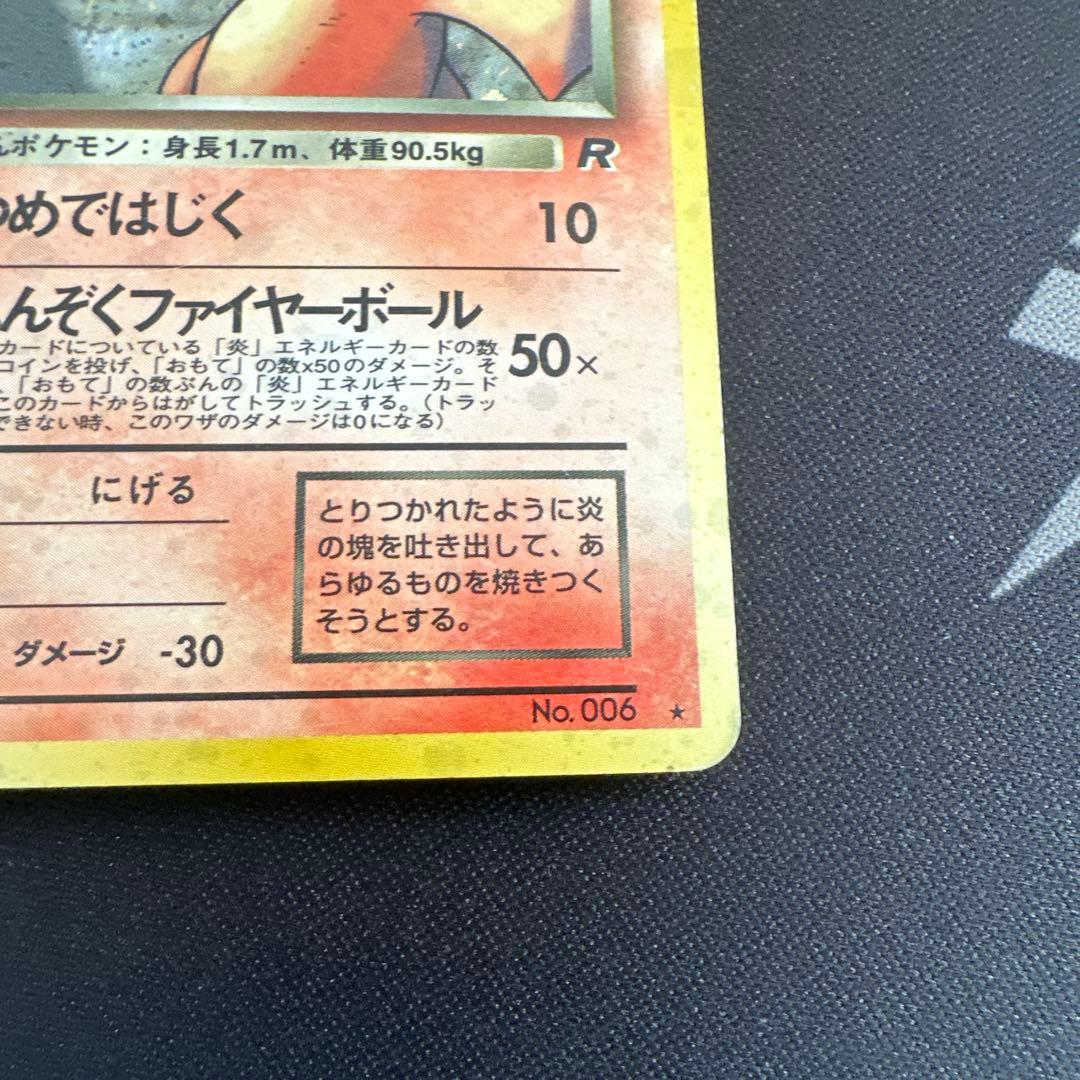 んポケモン：身長1.7m、体重90.5kg R
つめではじく 10
れんぞくファイヤーボール
カードについている「炎」エネルギーカードの数
コインを投げ、「おもて」の数x50のダメージ。そ
、「おもて」の数ぶんの「炎」エネルギーカード
このカードからはがしてトラッシュする。（トラッ
できない時、このワザのダメージは0になる）
50×
にげる
ダメージ -30
とりつかれたように炎
の塊を吐き出して、あ
らゆるものを焼きつく
そうとする。
No. 006 ★